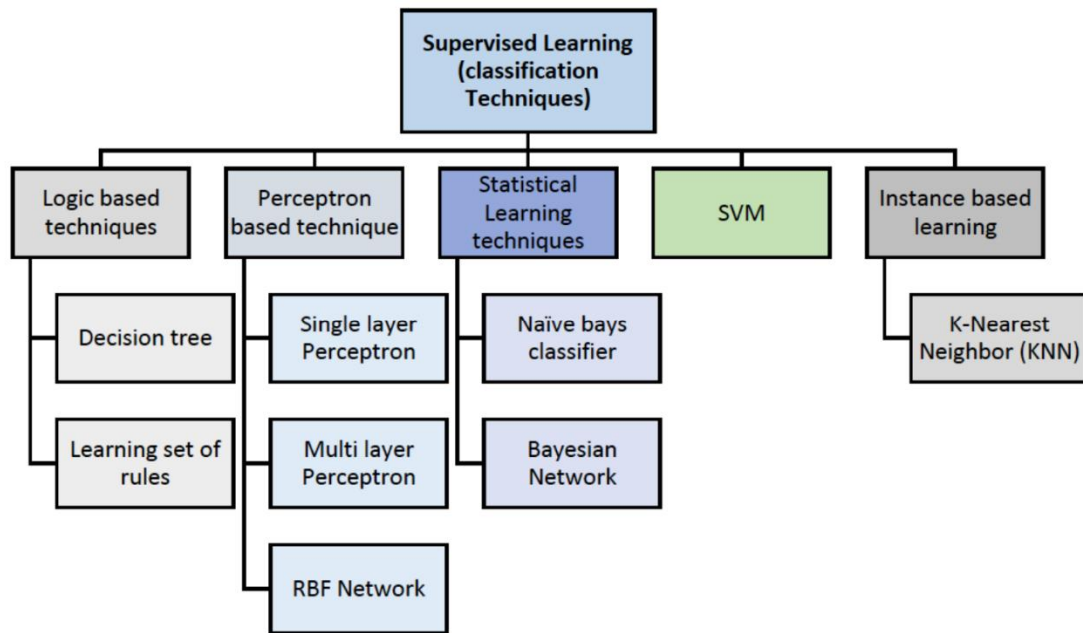 Supervised Learning
(classification
Techniques)
Logic based
techniques
Perceptron
based technique
Statistical
Learning
techniques
SVM
Instance based
learning
Decision tree
Single layer
Perceptron
Naïve bays
classifier
K-Nearest
Neighbor (KNN)
Learning set of
rules
Multi layer
Perceptron
Bayesian
Network
RBF Network